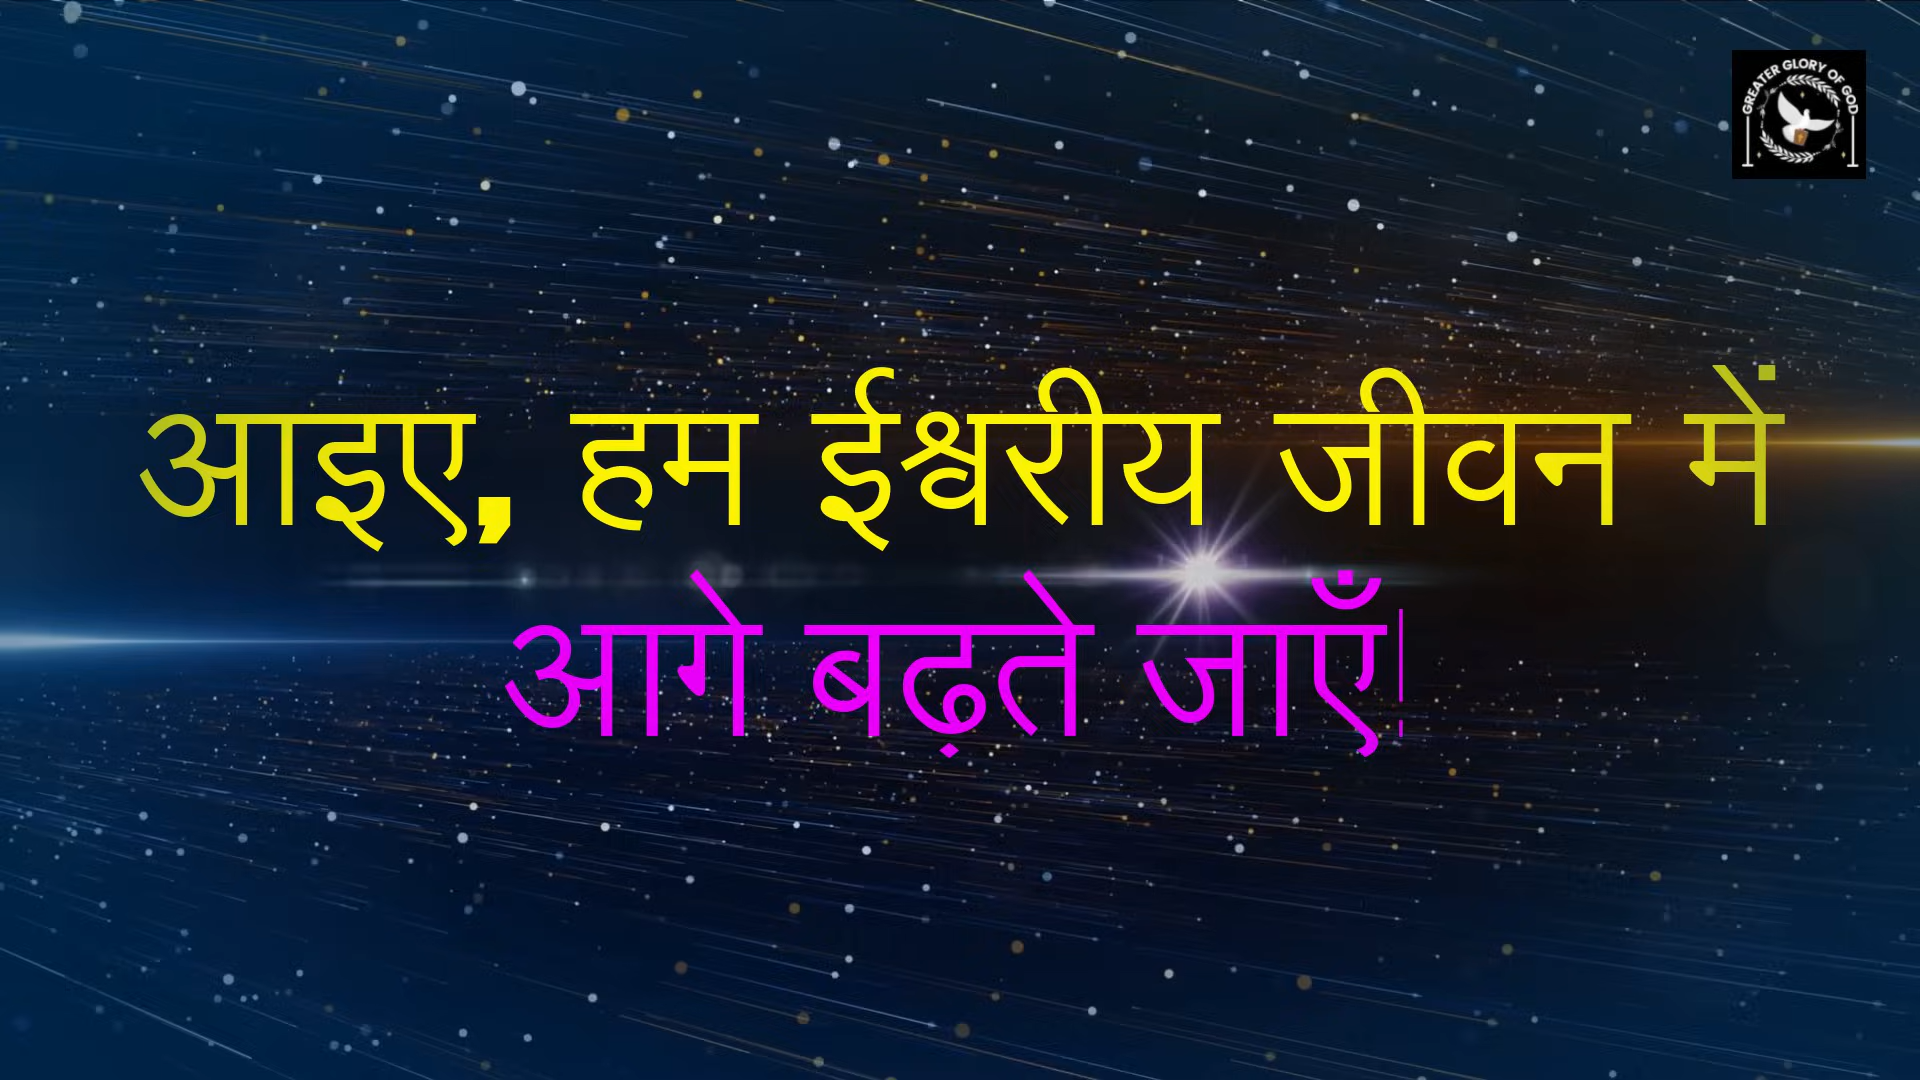 GREATER GLORY OF GOD
आइए, हम ईश्वरीय जीवन में
आगे बढ़ते जाएँ!